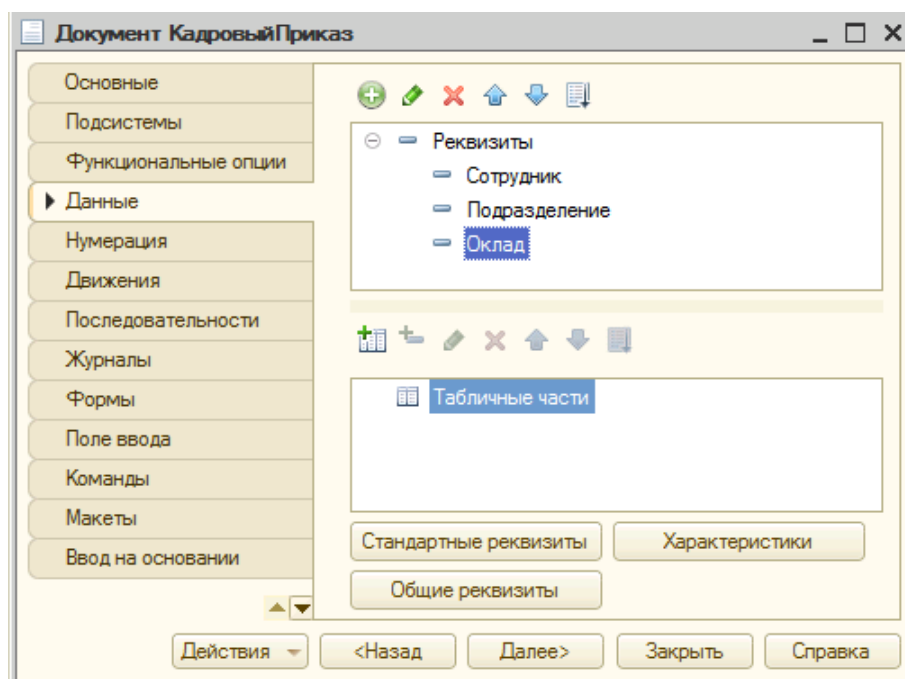 Документ КадровыйПриказ
Основные
Подсистемы
Функциональные опции
Данные
Нумерация
Движения
Последовательности
Журналы
Формы
Поле ввода
Команды
Макеты
Ввод на основании
Реквизиты
Сотрудник
Подразделение
Оклад
Табличные части
Стандартные реквизиты
Характеристики
Общие реквизиты
Действия
<Назад
Далее>
Закрыть
Справка